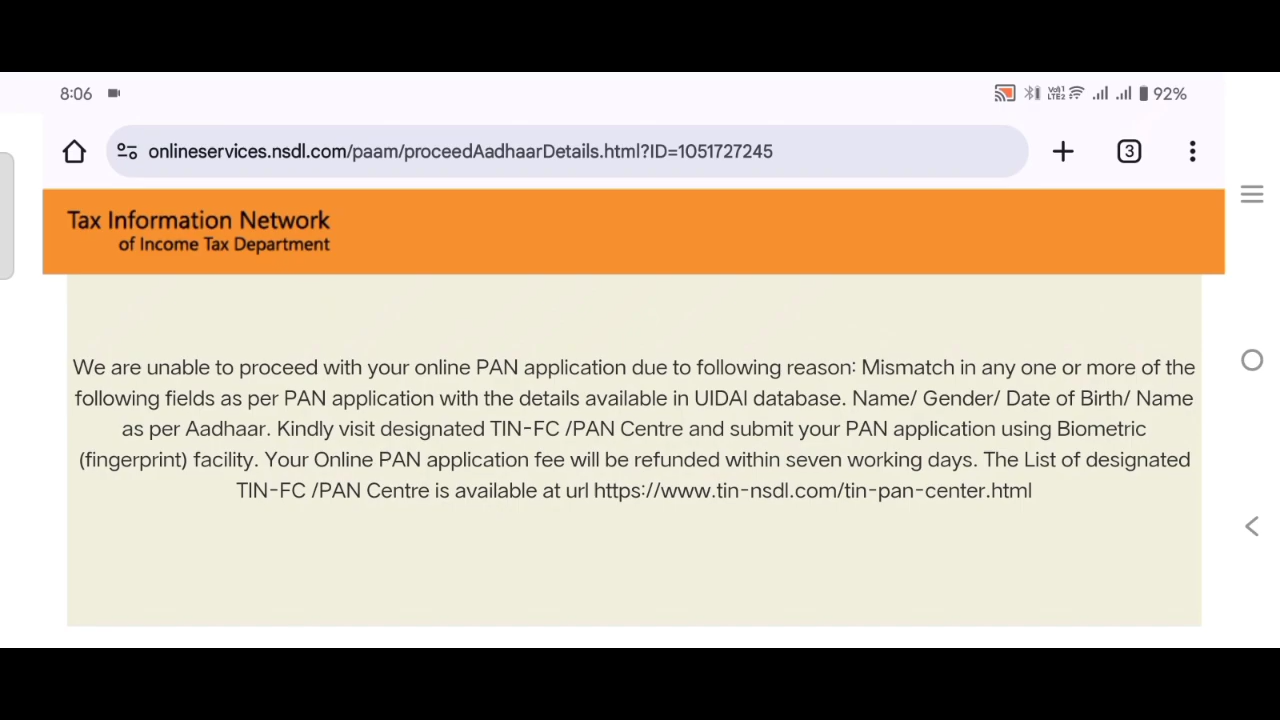 8:06
92%
onlineservices.nsdl.com/paam/proceedAadhaarDetails.html?ID=1051727245
3
Tax Information Network
of Income Tax Department
We are unable to proceed with your online PAN application due to following reason: Mismatch in any one or more of the
following fields as per PAN application with the details available in UIDAI database. Name/ Gender/ Date of Birth/ Name
as per Aadhaar. Kindly visit designated TIN-FC /PAN Centre and submit your PAN application using Biometric
(fingerprint) facility. Your Online PAN application fee will be refunded within seven working days. The List of designated
TIN-FC /PAN Centre is available at url https://www.tin-nsdl.com/tin-pan-center.html